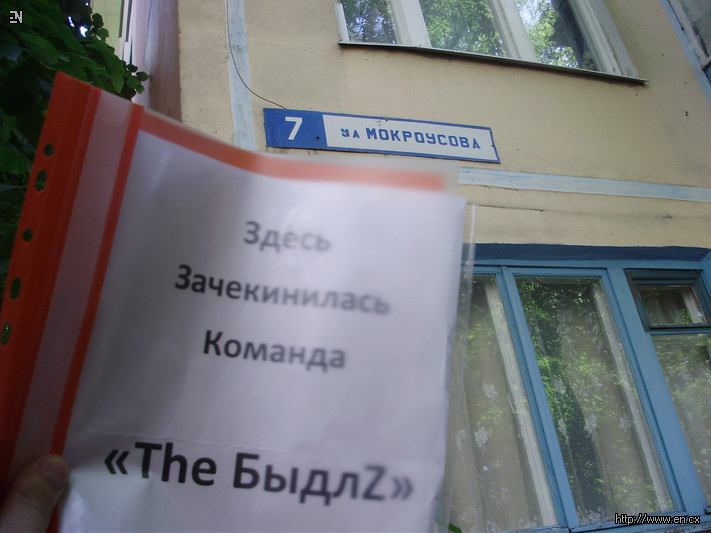 EN
7 УЛ МОКРОУСОВА
Здесь
Зачекинилась
Команда
«The БыдлZ»
http://www.en.cx